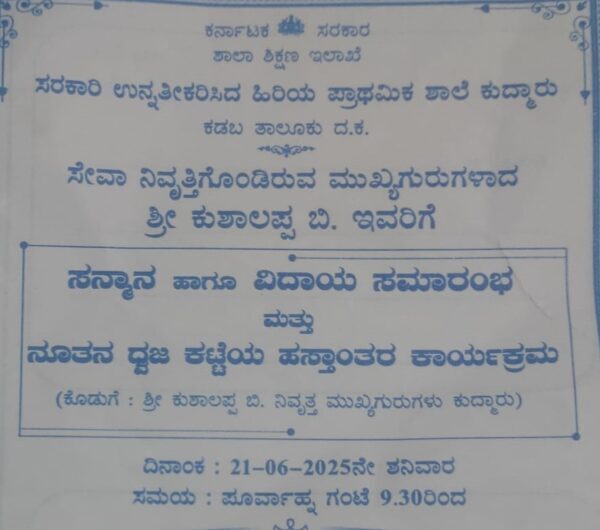 ಕರ್ನಾಟಕ ಸರಕಾರ
ಶಾಲಾ ಶಿಕ್ಷಣ ಇಲಾಖೆ
ಸರಕಾರಿ ಉನ್ನತೀಕರಿಸಿದ ಹಿರಿಯ ಪ್ರಾಥಮಿಕ ಶಾಲೆ ಕುದ್ಮಾರು
ಕಡಬ ತಾಲೂಕು ದ.ಕ.
ಸೇವಾ ನಿವೃತ್ತಿಗೊಂಡಿರುವ ಮುಖ್ಯಗುರುಗಳಾದ
ಶ್ರೀ ಕುಶಾಲಪ್ಪ ಬಿ. ಇವರಿಗೆ
ಸನ್ಮಾನ ಹಾಗೂ ವಿದಾಯ ಸಮಾರಂಭ
ಮತ್ತು
ನೂತನ ಧ್ವಜ ಕಟ್ಟೆಯ ಹಸ್ತಾಂತರ ಕಾರ್ಯಕ್ರಮ
(ಕೊಡುಗೆ : ಶ್ರೀ ಕುಶಾಲಪ್ಪ ಬಿ. ನಿವೃತ್ತ ಮುಖ್ಯಗುರುಗಳು ಕುದ್ಮಾರು)
ದಿನಾಂಕ : 21-06-2025ನೇ ಶನಿವಾರ
ಸಮಯ : ಪೂರ್ವಾಹ್ನ ಗಂಟೆ 9.30ರಿಂದ